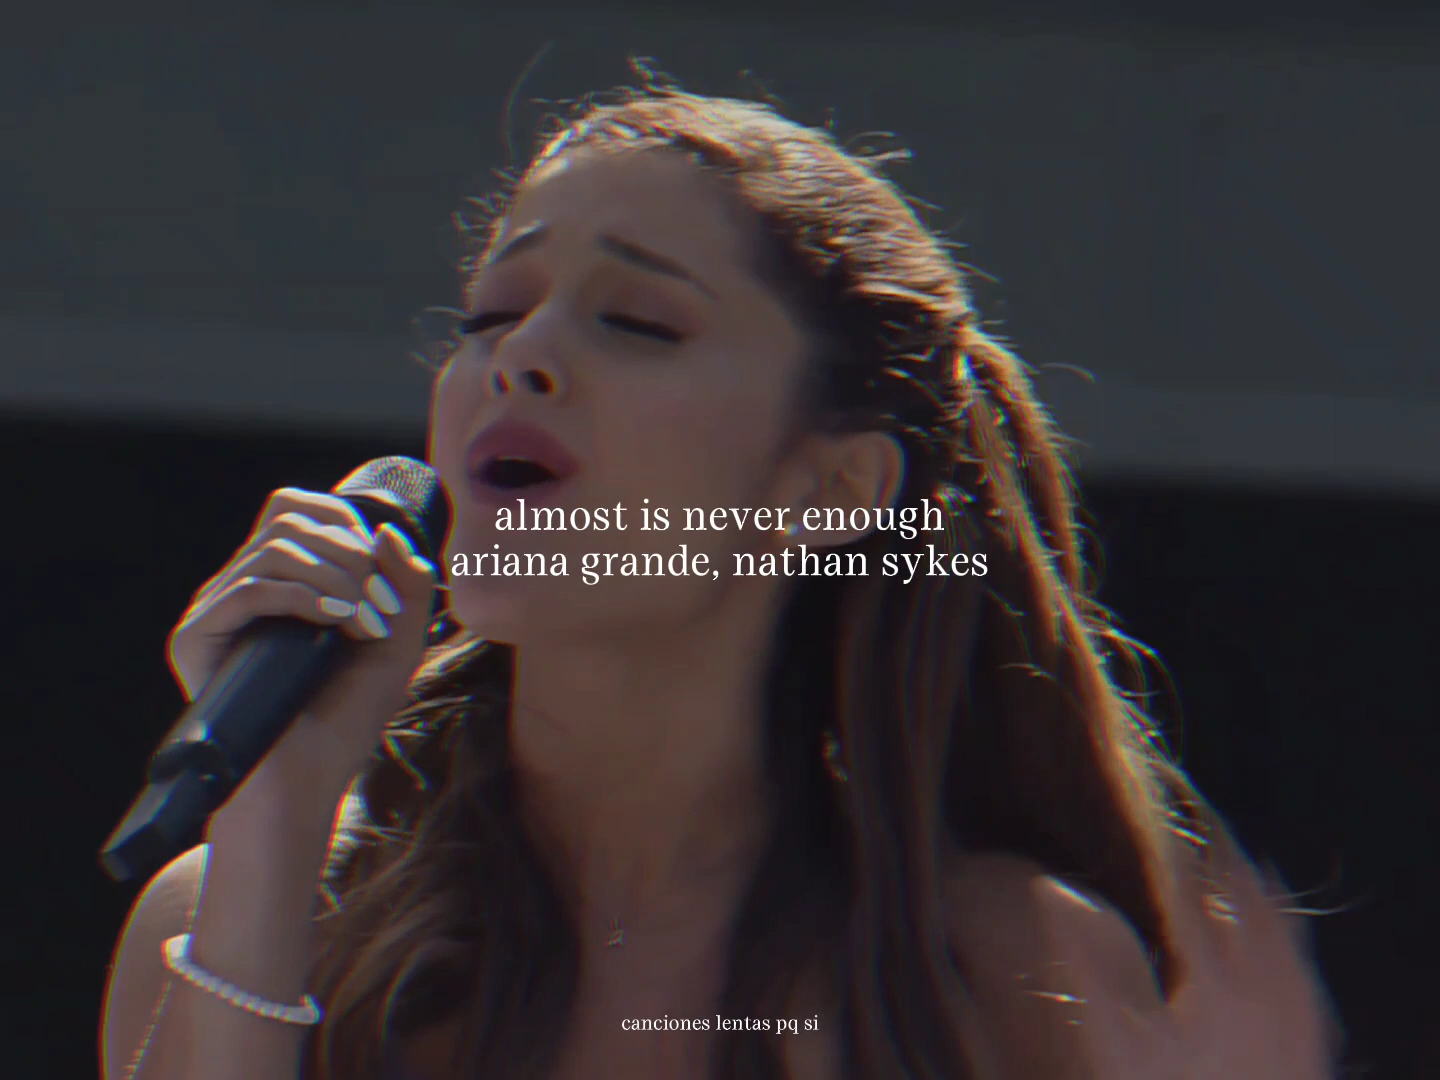 almost is never enough
ariana grande, nathan sykes
canciones lentas pq si